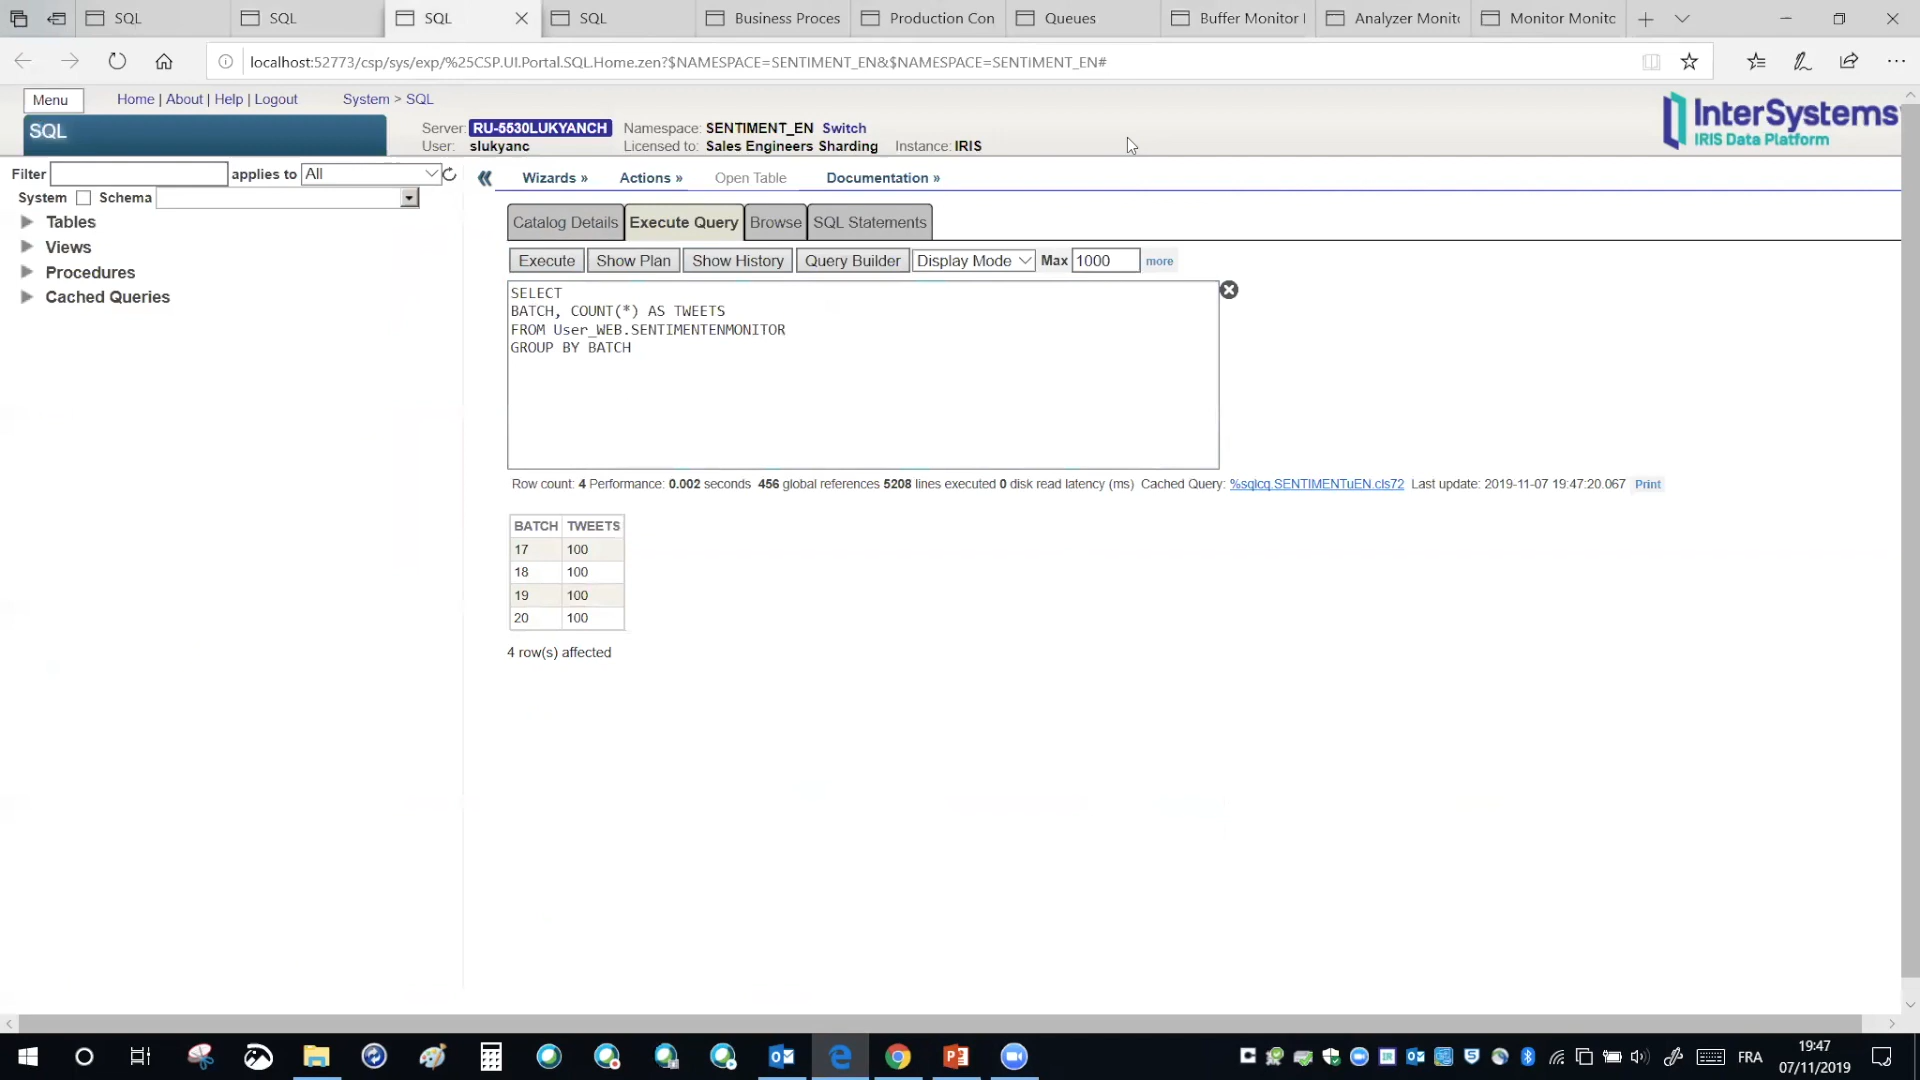 SQL
SQL
SQL
SQL
Business Proces
Production Con
Queues
Buffer Monitor
Analyzer Monito
Monitor Monitc
localhost:52773/csp/sys/exp/%25CSP.UI.Portal.SQL.Home.zen?$NAMESPACE=SENTIMENT_EN&$NAMESPACE=SENTIMENT_EN#
Menu
Home | About | Help | Logout
System > SQL
InterSystems
IRIS Data Platform
SQL
Server: RU-5530LUKYANCH Namespace: SENTIMENT_EN Switch
User: slukyanc Licensed to: Sales Engineers Sharding Instance: IRIS
Filter applies to All
System Schema
Tables
Views
Procedures
Cached Queries
Wizards » Actions » Open Table Documentation »
Catalog Details Execute Query Browse SQL Statements
Execute Show Plan Show History Query Builder Display Mode Max 1000 more
SELECT
BATCH, COUNT(*) AS TWEETS
FROM User_WEB.SENTIMENTENMONITOR
GROUP BY BATCH
Row count: 4 Performance: 0.002 seconds 456 global references 5208 lines executed 0 disk read latency (ms) Cached Query: %sqlcq.SENTIMENTuEN.cls72 Last update: 2019-11-07 19:47:20.067 Print
BATCH TWEETS
17 100
18 100
19 100
20 100
4 row(s) affected
FRA
19:47
07/11/2019